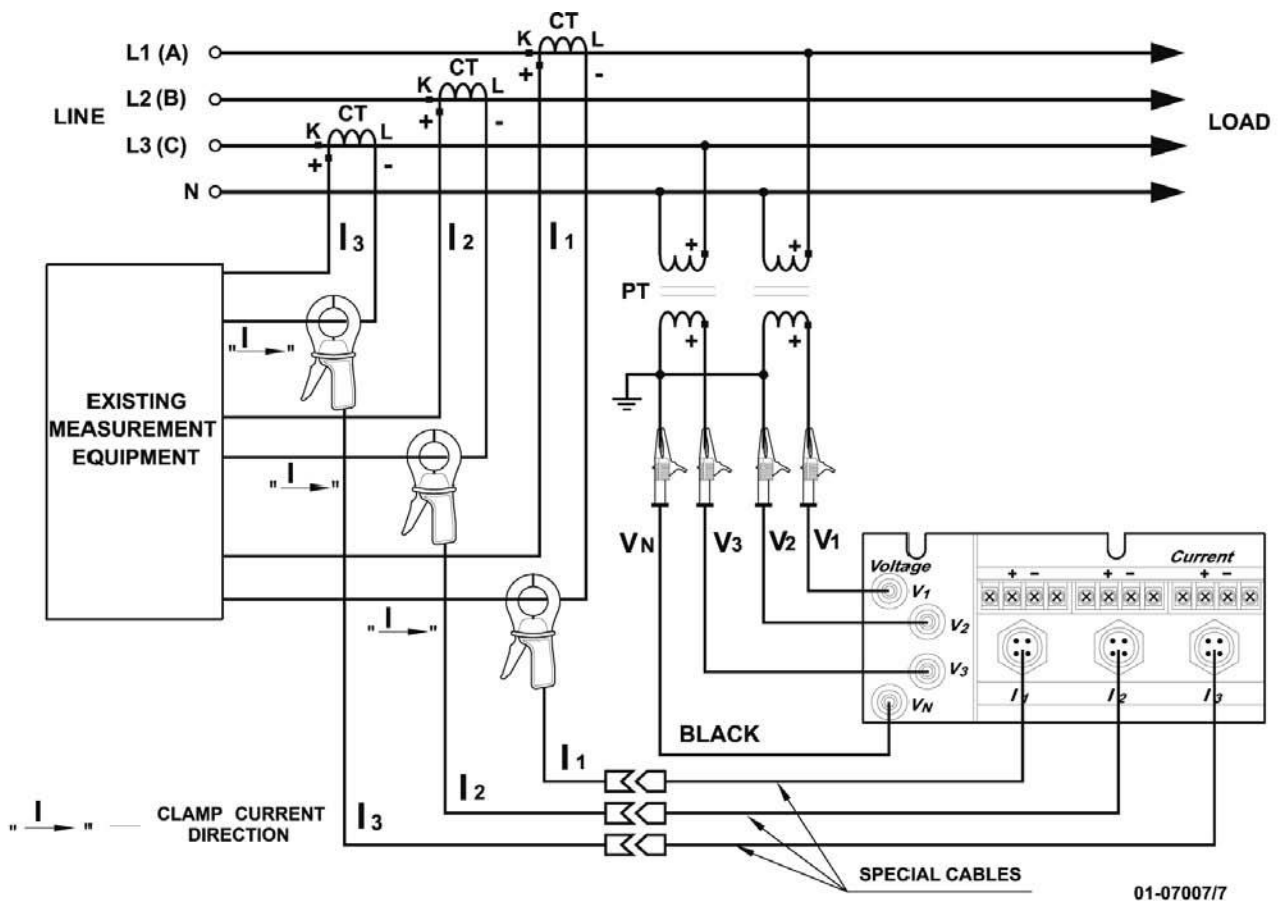 CT
K L
L1 (A)
+ -
CT
K L
L2 (B)
+ -
LINE
LOAD
CT
K L
L3 (C)
+ -
N
I3
I2
I1
+ +
PT
+ +
" I "
EXISTING
MEASUREMENT
EQUIPMENT
" I "
VN V3 V2 V1
Voltage
Current
+ - + - + -
V1
V2
V3
VN
I1 I2 I3
" I "
BLACK
I1
I2
I3
" I " CLAMP CURRENT
DIRECTION
SPECIAL CABLES
01-07007/7